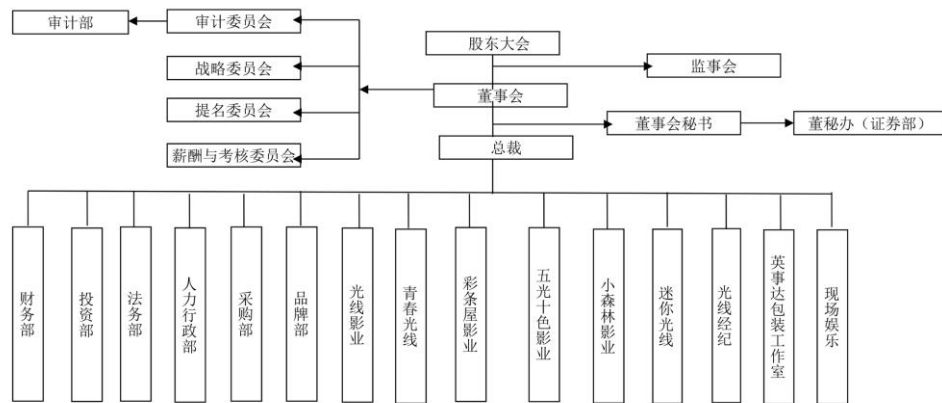 审计部
审计委员会
股东大会
战略委员会
监事会
董事会
提名委员会
董事会秘书
董秘办（证券部）
薪酬与考核委员会
总裁
财务部
投资部
法务部
人力行政部
采购部
品牌部
光线影业
青春光线
彩条屋影业
五光十色影业
小森林影业
迷你光线
光线经纪
英事达包装工作室
现场娱乐